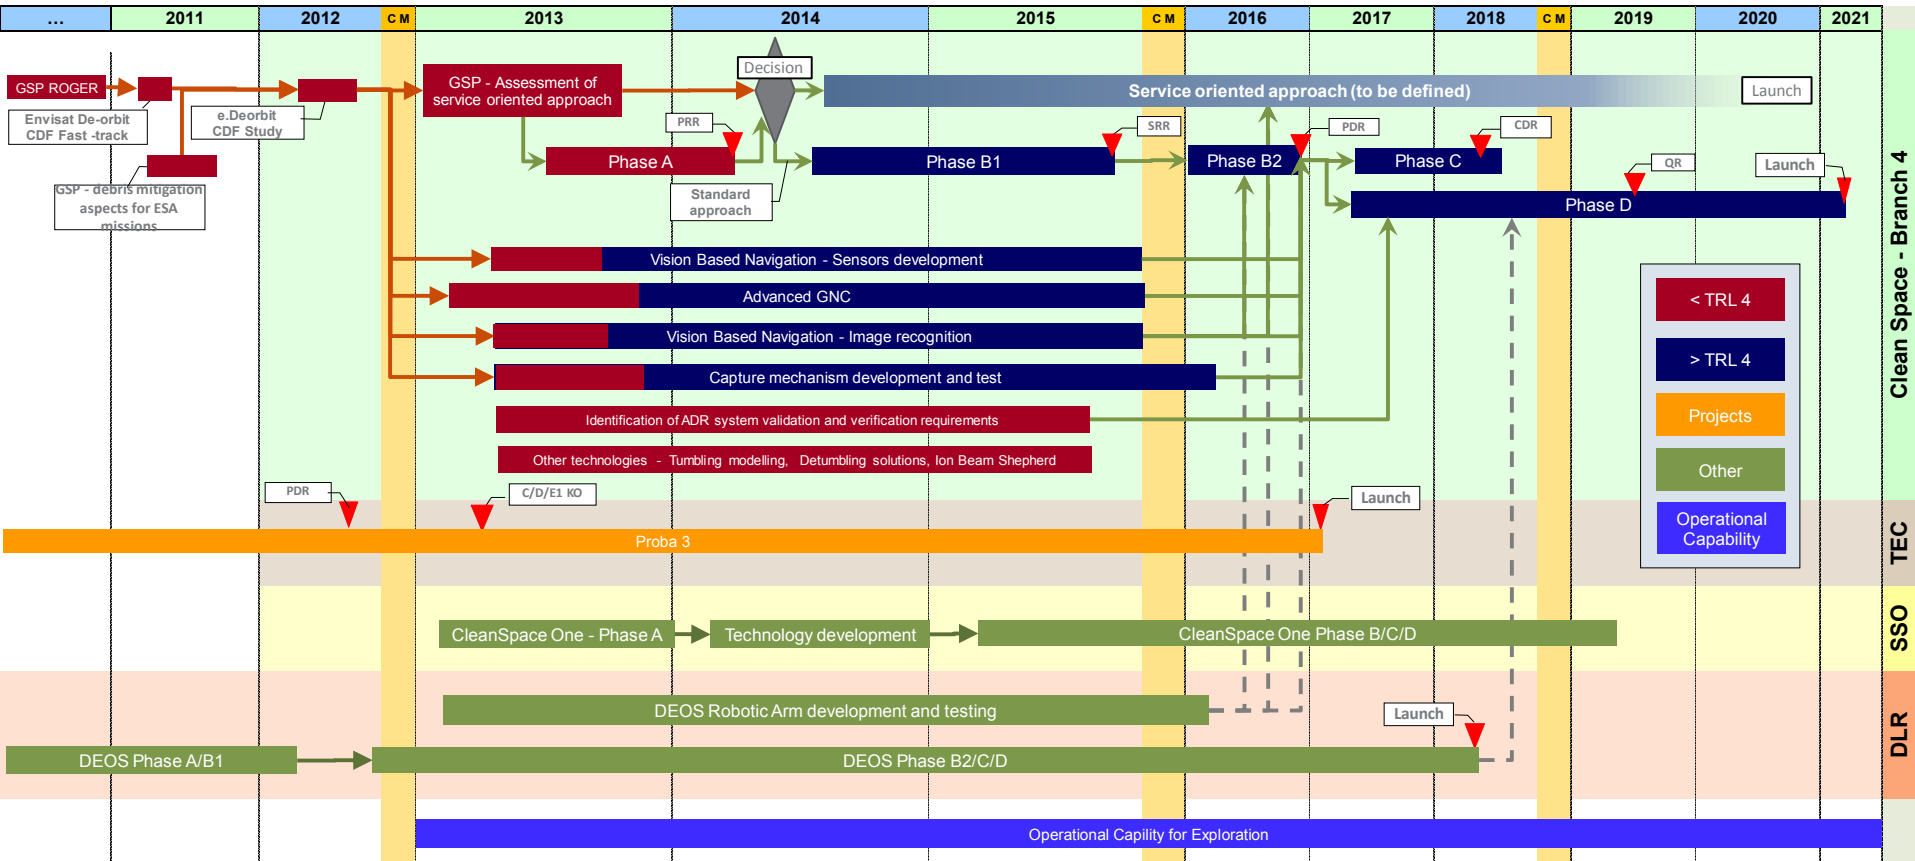 ...
2011
2012
C M
2013
2014
2015
C M
2016
2017
2018
C M
2019
2020
2021
GSP ROGER
Envisat De-orbit
CDF Fast -track
e.Deorbit
CDF Study
GSP - debris mitigation
aspects for ESA
missions
GSP - Assessment of
service oriented approach
Decision
Service oriented approach (to be defined)
Launch
PRR
SRR
PDR
CDR
Phase A
Phase B1
Phase B2
Phase C
QR
Launch
Standard
approach
Phase D
Vision Based Navigation - Sensors development
Advanced GNC
Vision Based Navigation - Image recognition
Capture mechanism development and test
Identification of ADR system validation and verification requirements
Other technologies - Tumbling modelling, Detumbling solutions, Ion Beam Shepherd
Clean Space - Branch 4
< TRL 4
> TRL 4
Projects
Other
Operational
Capability
PDR
C/D/E1 KO
Launch
Proba 3
TEC
CleanSpace One - Phase A
Technology development
CleanSpace One Phase B/C/D
SSO
DEOS Robotic Arm development and testing
Launch
DEOS Phase A/B1
DEOS Phase B2/C/D
DLR
Operational Capility for Exploration